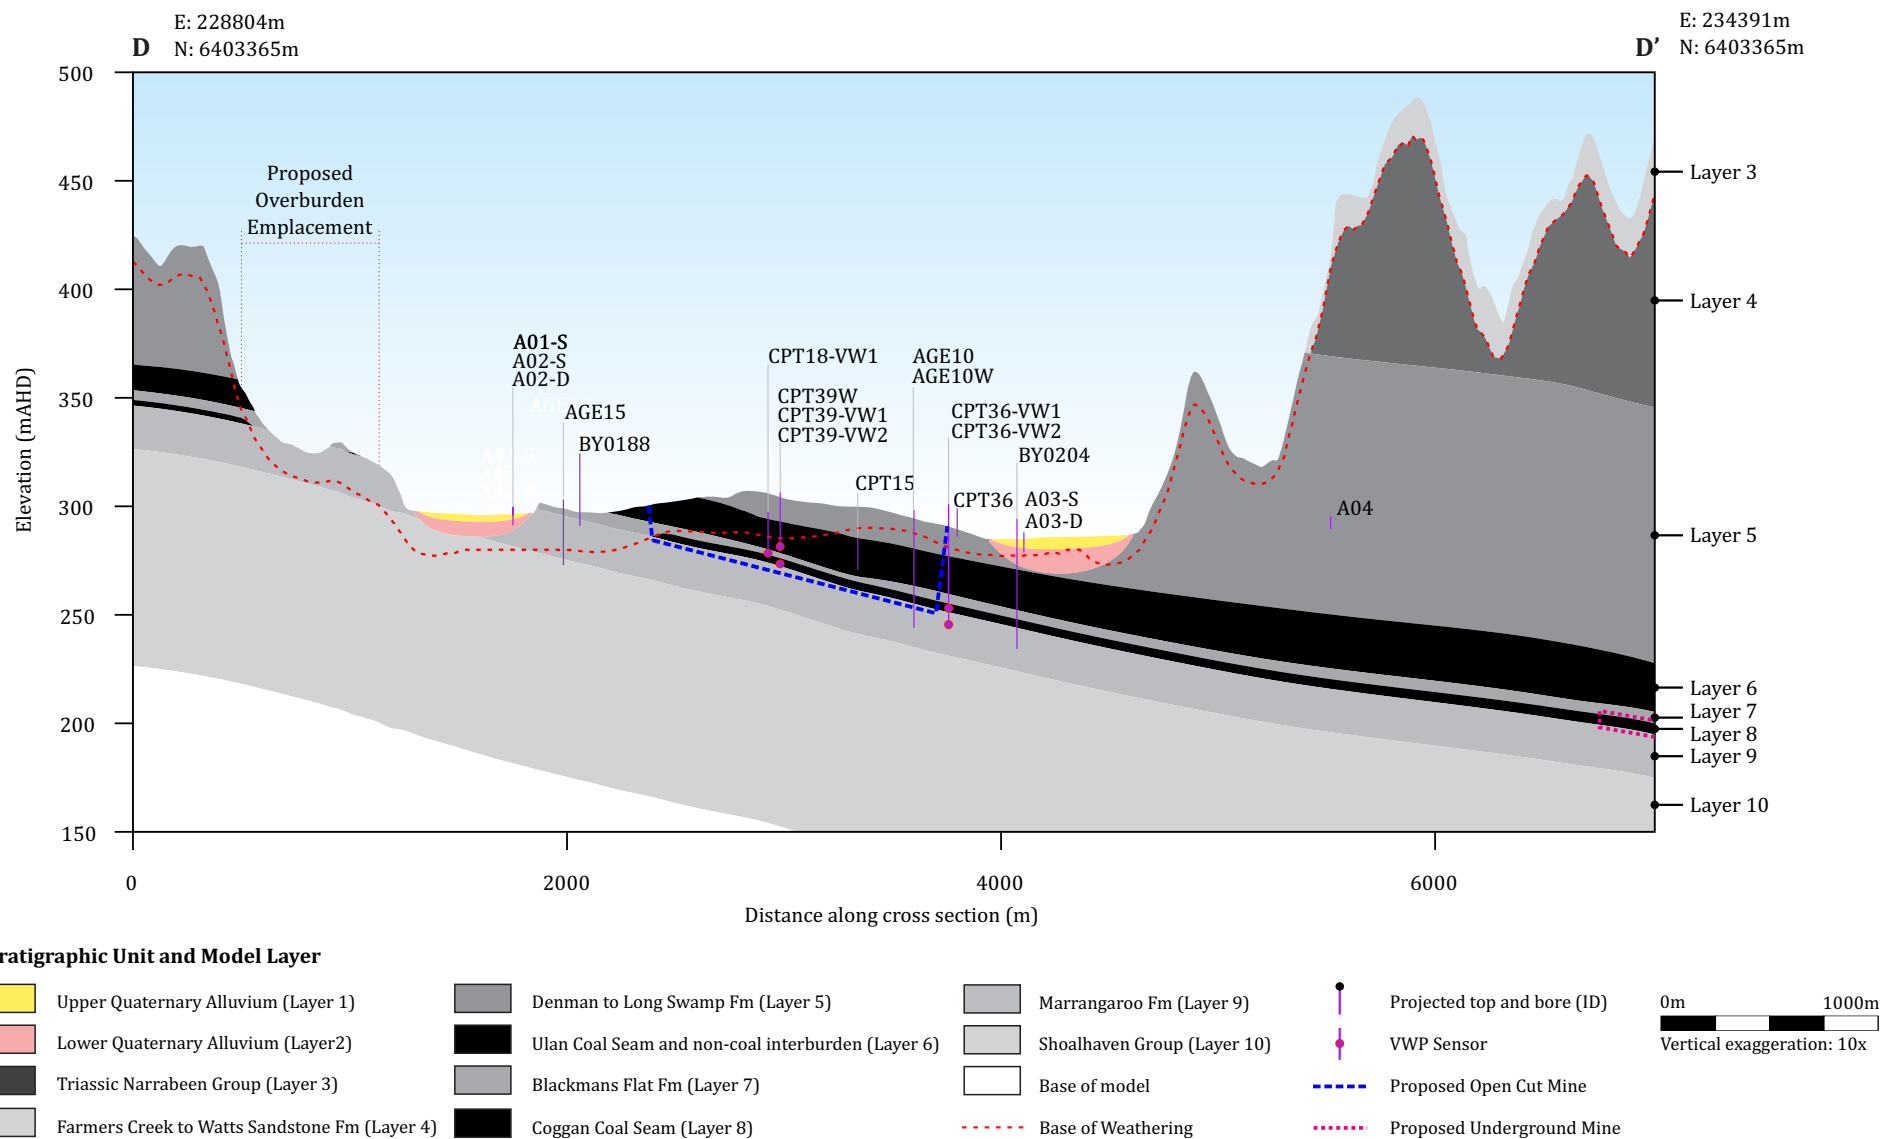 E: 228804m
D
N: 6403365m
E: 234391m
D’
N: 6403365m
500
450
400
350
300
250
200
150
Elevation (mAHD)
Proposed
Overburden
Emplacement
A01-S
A02-S
A02-D
AGE15
BY0188
CPT18-VW1
CPT39W
CPT39-VW1
CPT39-VW2
CPT15
AGE10
AGE10W
CPT36-VW1
CPT36-VW2
BY0204
CPT36
A03-S
A03-D
A04
Layer 3
Layer 4
Layer 5
Layer 6
Layer 7
Layer 8
Layer 9
Layer 10
0
2000
4000
6000
Distance along cross section (m)
ratigraphic Unit and Model Layer
Upper Quaternary Alluvium (Layer 1)
Lower Quaternary Alluvium (Layer2)
Triassic Narrabeen Group (Layer 3)
Farmers Creek to Watts Sandstone Fm (Layer 4)
Denman to Long Swamp Fm (Layer 5)
Ulan Coal Seam and non-coal interburden (Layer 6)
Blackmans Flat Fm (Layer 7)
Coggan Coal Seam (Layer 8)
Marrangaroo Fm (Layer 9)
Shoalhaven Group (Layer 10)
Base of model
Base of Weathering
Projected top and bore (ID)
VWP Sensor
Proposed Open Cut Mine
Proposed Underground Mine
0m
1000m
Vertical exaggeration: 10x